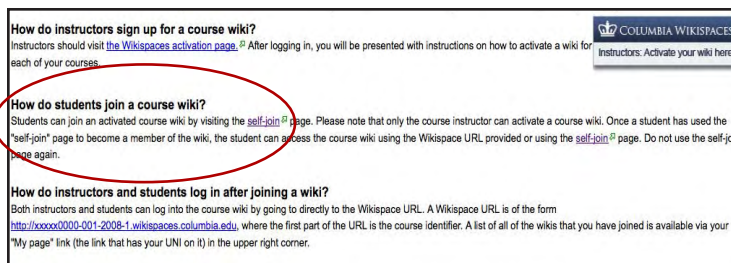 How do instructors sign up for a course wiki?
Instructors should visit the Wikispaces activation page. After logging in, you will be presented with instructions on how to activate a wiki for
each of your courses.
COLUMBIA WIKISPACES
Instructors: Activate your wiki here
How do students join a course wiki?
Students can join an activated course wiki by visiting the self-join page. Please note that only the course instructor can activate a course wiki. Once a student has used the
"self-join" page to become a member of the wiki, the student can access the course wiki using the Wikispace URL provided or using the self-join page. Do not use the self-jo
page again.
How do instructors and students log in after joining a wiki?
Both instructors and students can log into the course wiki by going to directly to the Wikispace URL. A Wikispace URL is of the form
http://xxxxx0000-001-2008-1.wikispaces.columbia.edu, where the first part of the URL is the course identifier. A list of all of the wikis that you have joined is available via your
"My page" link (the link that has your UNI on it) in the upper right corner.